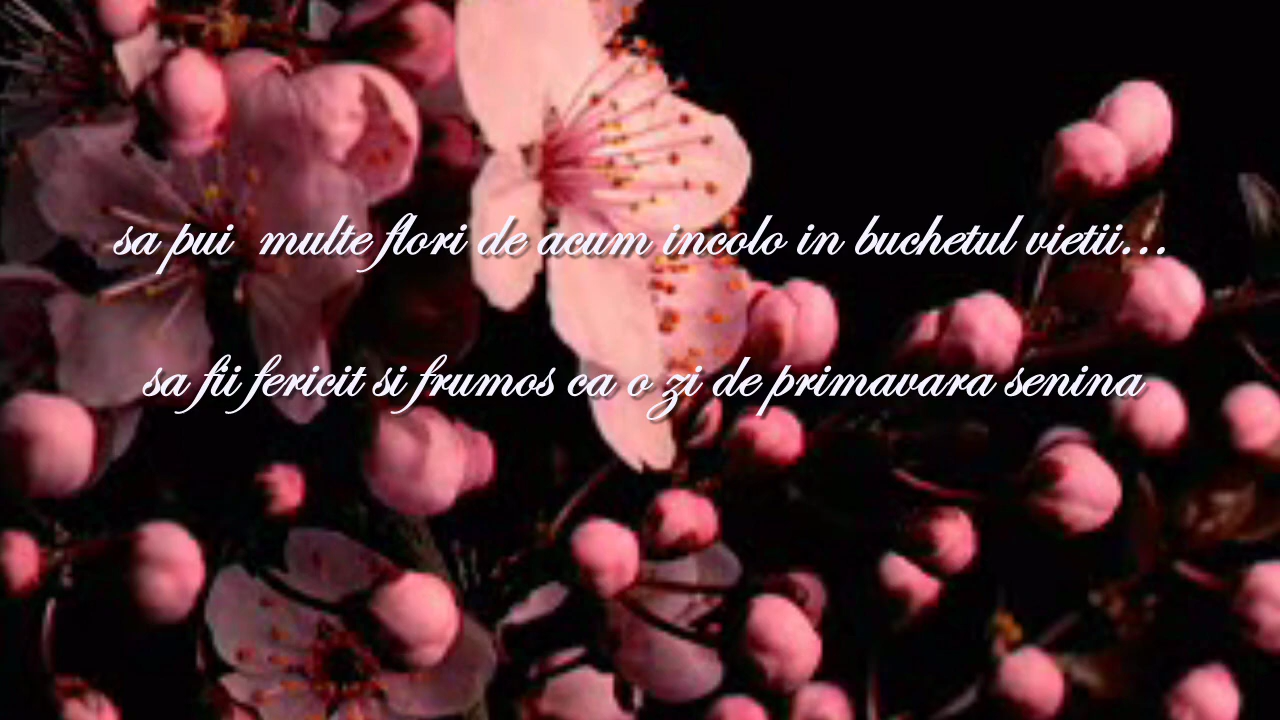 sa pui  multe flori de acum incolo in buchetul vietii...
sa fii fericit si frumos ca o zi de primavara senina